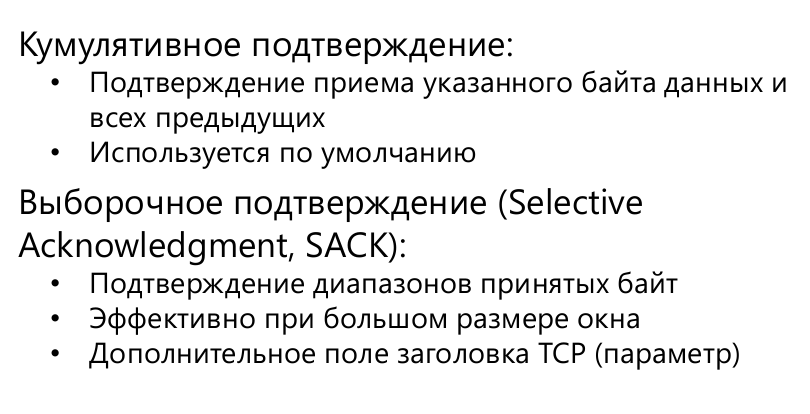 Кумулятивное подтверждение:
• Подтверждение приема указанного байта данных и
всех предыдущих
• Используется по умолчанию
Выборочное подтверждение (Selective
Acknowledgment, SACK):
• Подтверждение диапазонов принятых байт
• Эффективно при большом размере окна
• Дополнительное поле заголовка TCP (параметр)